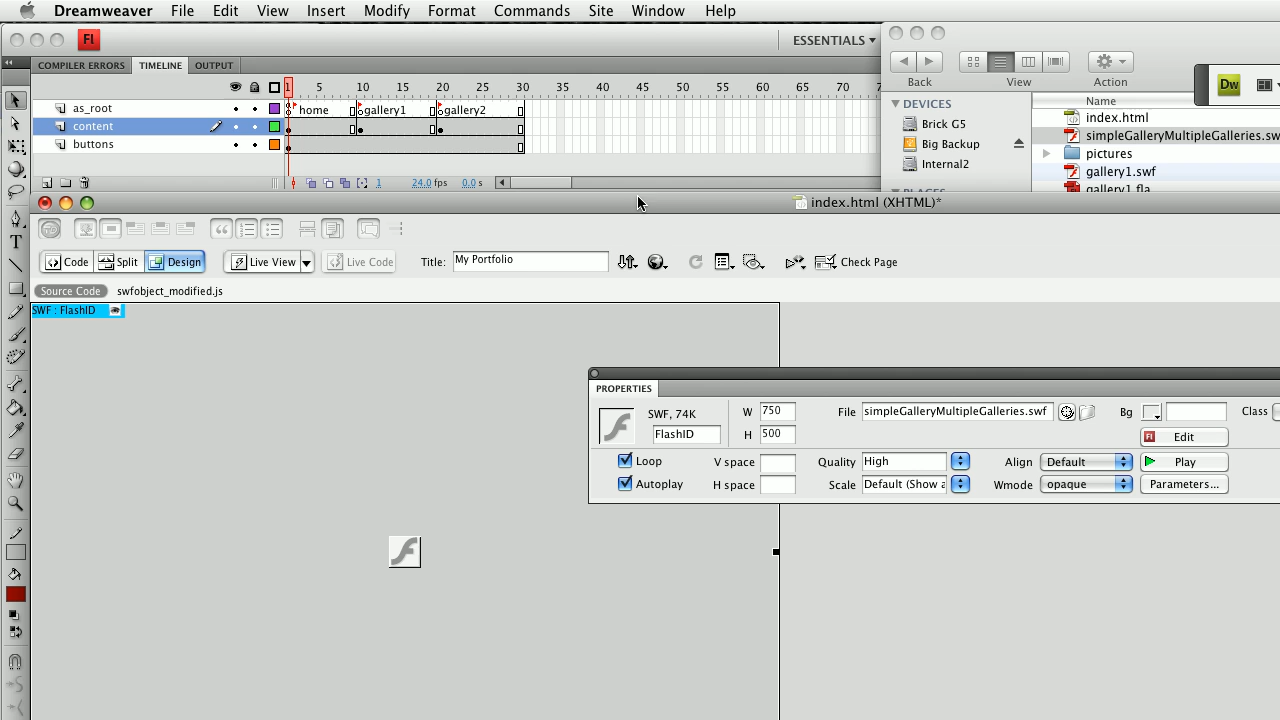 Dreamweaver File Edit View Insert Modify Format Commands Site Window Help
Fl ESSENTIALS
COMPILER ERRORS TIMELINE OUTPUT
1 5 10 15 20 25 30 35 40 45 50 55 60 65 70 75
as_root home gallery1 gallery2
content
buttons
1 24.0 fps 0.0 s
Back View Action
Dw
DEVICES
Brick G5
Big Backup
Internal2
Name
index.html
simpleGalleryMultipleGalleries.sw
pictures
gallery1.swf
gallery1.fla
index.html (XHTML)*
Code Split Design Live View Live Code Title: My Portfolio Check Page
Source Code swfobject_modified.js
SWF : FlashID
PROPERTIES
SWF, 74K W 750 File simpleGalleryMultipleGalleries.swf Bg Class
FlashID H 500 Fl Edit
Loop V space Quality High Align Default Play
Autoplay H space Scale Default (Show a Wmode opaque Parameters...